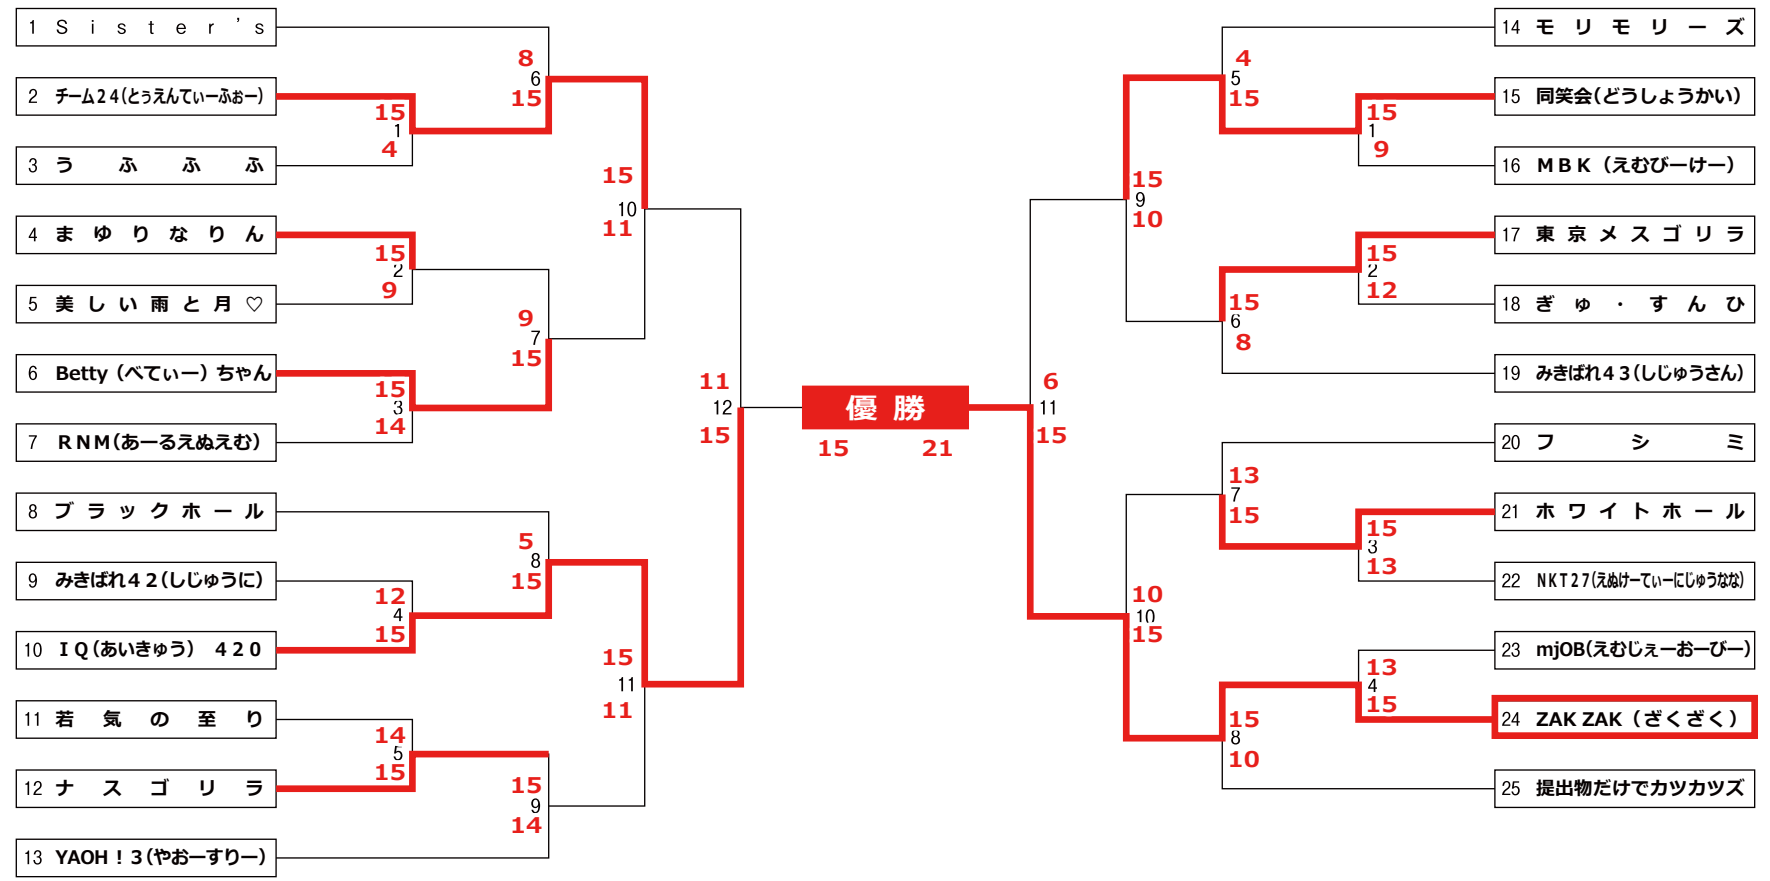 1 Sister's
8
6
15
2 チーム24(とぅえんてぃーふぉー)
15
1
4
3 うふふふ
15
10
11
4 まゆりなりん
15
2
9
5 美しい雨と月♡
9
7
15
6 Betty（べてぃー）ちゃん
15
3
14
7 RNM(あーるえぬえむ)
11
12
15
8 ブラックホール
5
8
15
9 みきばれ42(しじゅうに)
12
4
15
10 IQ(あいきゅう) 420
15
11
11
11 若気の至り
14
5
15
12 ナスゴリラ
15
9
14
13 YAOH！3(やおーすりー)
優勝
15 21
14 モリモリーズ
4
5
15
15 同笑会(どうしょうかい)
15
1
9
16 MBK（えむびーけー）
15
9
10
17 東京メスゴリラ
15
2
12
18 ぎゅ・すんひ
15
6
8
19 みきばれ43(しじゅうさん)
6
11
15
20 フシミ
13
7
15
21 ホワイトホール
15
3
13
22 NKT27(えぬけーてぃーにじゅうなな)
10
10
15
23 mjOB(えむじぇーおーびー)
13
4
15
24 ZAK ZAK（ざくざく）
15
8
10
25 提出物だけでカツカツズ